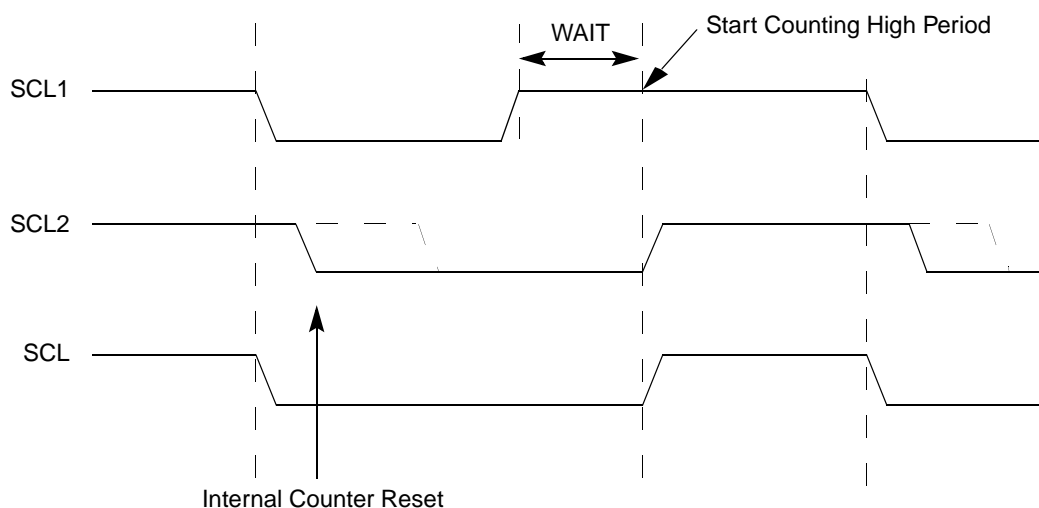 WAIT
Start Counting High Period
SCL1
SCL2
SCL
Internal Counter Reset